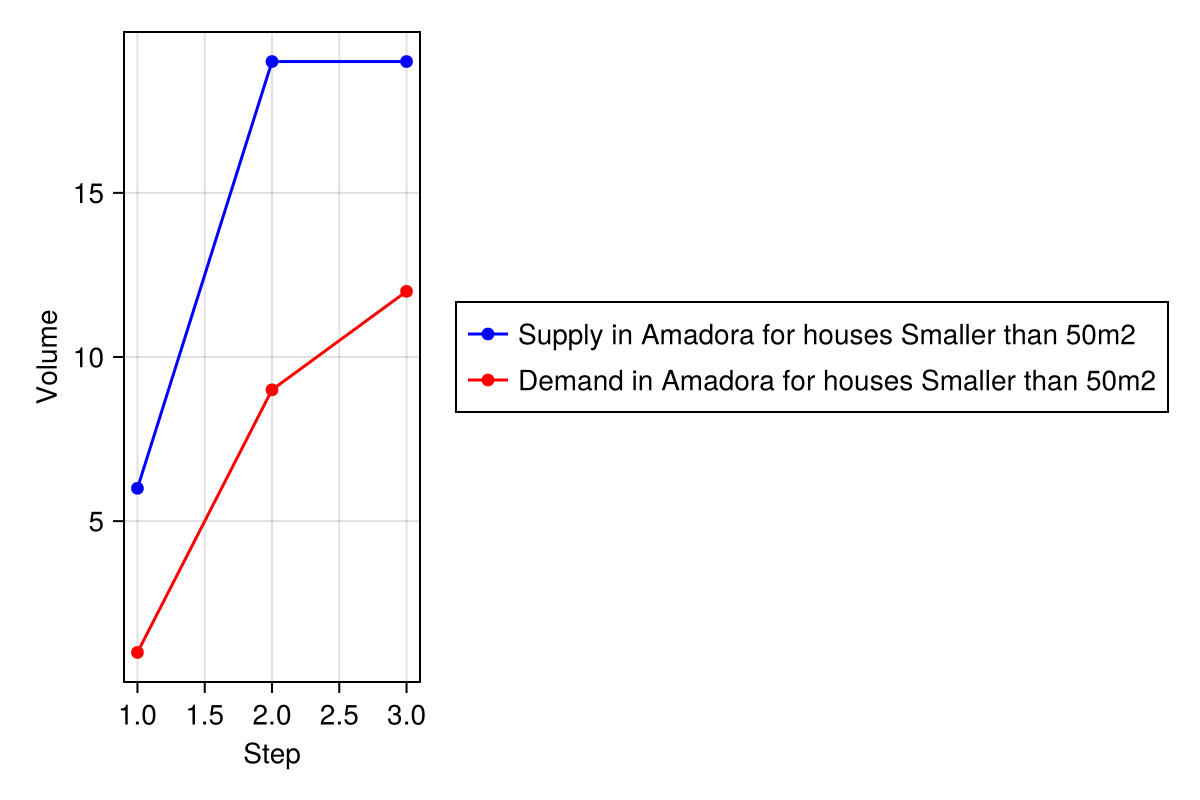 Volume
15
10
5
1.0 1.5 2.0 2.5 3.0
Step
Supply in Amadora for houses Smaller than 50m2
Demand in Amadora for houses Smaller than 50m2